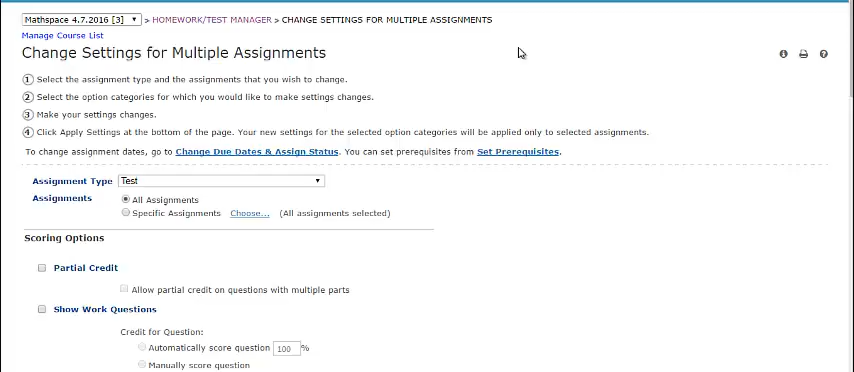 Mathspace 4.7.2016 [3] > HOMEWORK/TEST MANAGER > CHANGE SETTINGS FOR MULTIPLE ASSIGNMENTS
Manage Course List
Change Settings for Multiple Assignments
1 Select the assignment type and the assignments that you wish to change.
2 Select the option categories for which you would like to make settings changes.
3 Make your settings changes.
4 Click Apply Settings at the bottom of the page. Your new settings for the selected option categories will be applied only to selected assignments.
To change assignment dates, go to Change Due Dates & Assign Status. You can set prerequisites from Set Prerequisites.
Assignment Type Test
Assignments All Assignments
Specific Assignments Choose... (All assignments selected)
Scoring Options
Partial Credit
Allow partial credit on questions with multiple parts
Show Work Questions
Credit for Question:
Automatically score question 100 %
Manually score question